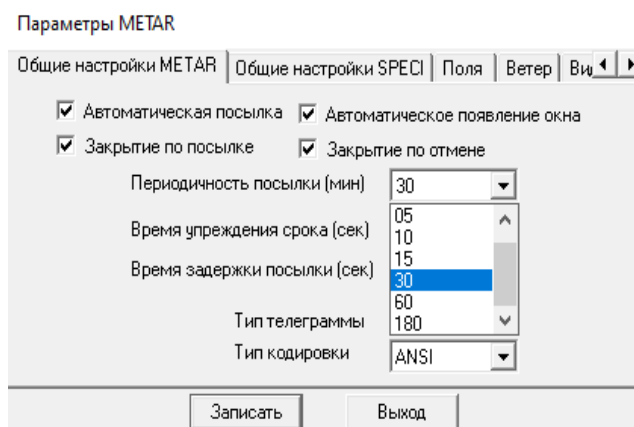 Параметры METAR
Общие настройки METAR Общие настройки SPECI Поля Ветер
Автоматическая посылка Автоматическое появление окна
Закрытие по посылке Закрытие по отмене
Периодичность посылки (мин) 30
05
Время упреждения срока (сек) 10
15
Время задержки посылки (сек) 30
60
Тип телеграммы 180
Тип кодировки ANSI
Записать Выход